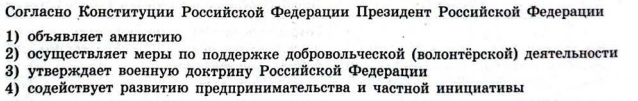 Согласно Конституции Российской Федерации Президент Российской Федерации
1) объявляет амнистию
2) осуществляет меры по поддержке добровольческой (волонтёрской) деятельности
3) утверждает военную доктрину Российской Федерации
4) содействует развитию предпринимательства и частной инициативы